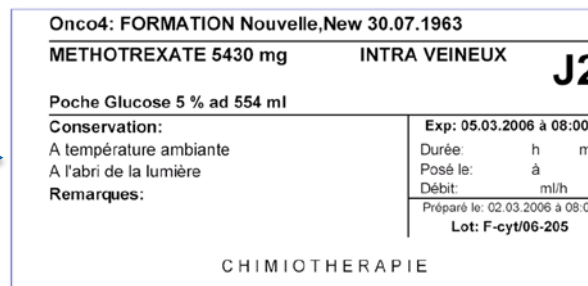 Onco4: FORMATION Nouvelle,New 30.07.1963
METHOTREXATE 5430 mg INTRA VEINEUX
J2
Poche Glucose 5 % ad 554 ml
Conservation:
A température ambiante
A l'abri de la lumière
Remarques:
Exp: 05.03.2006 à 08:00
Durée: h m
Posé le: à
Débit: ml/h
Préparé le: 02.03.2006 à 08:0
Lot: F-cyt/06-205
CHIMIOTHERAPIE